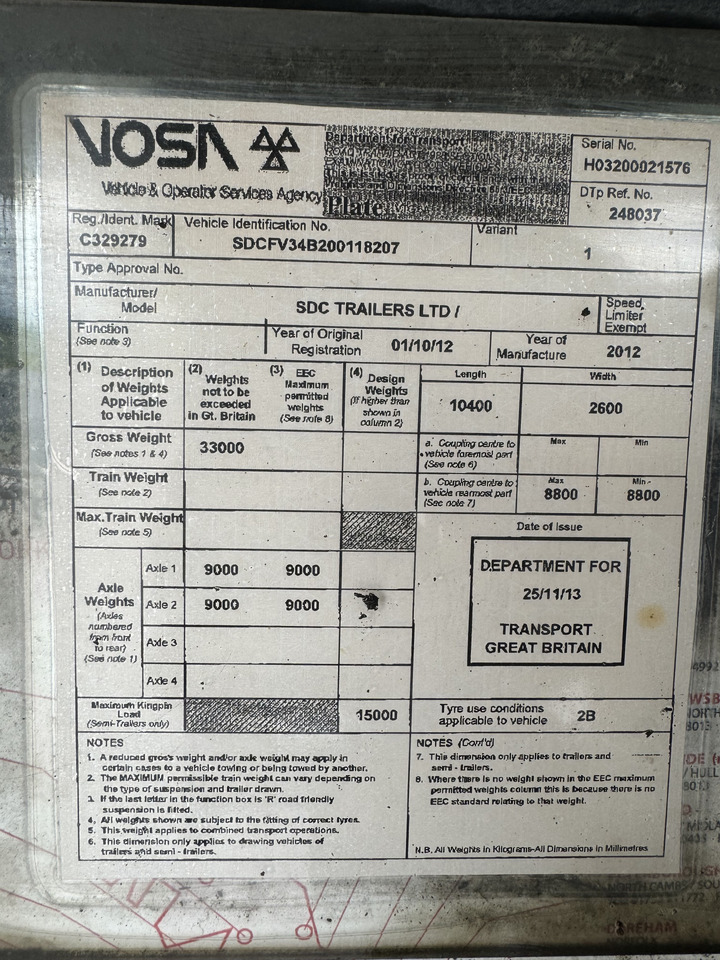 VOSA
Vehicle & Operator Services Agency
Department for Transport
Plate
Serial No.
H03200021576
DTp Ref. No.
248037
Reg./Ident. Mark
C329279
Vehicle Identification No.
SDCFV34B200118207
Variant
1
Type Approval No.
Manufacturer/
Model
SDC TRAILERS LTD /
Speed
Limiter
Exempt
Function
(See note 3)
Year of Original
Registration
01/10/12
Year of
Manufacture
2012
(1) Description
of Weights
Applicable
to vehicle
(2)
Weights
not to be
exceeded
in Gt. Britain
(3) EEC
Maximum
permitted
weights
(See note 8)
(4) Design
Weights
(If higher than
shown in
column 2)
Length
10400
Width
2600
Gross Weight
(See notes 1 & 4)
33000
a. Coupling centre to
vehicle foremost part
(See note 6)
Max
Min
Train Weight
(See note 2)
b. Coupling centre to
vehicle rearmost part
(See note 7)
Max
8800
Min
8800
Max.Train Weight
(See note 5)
Axle
Weights
(Axles
numbered
from front
to rear)
(See note 1)
Axle 1
9000
9000
Axle 2
9000
9000
Axle 3
Axle 4
Date of Issue
DEPARTMENT FOR
25/11/13
TRANSPORT
GREAT BRITAIN
Maximum Kingpin
Load
(Semi-Trailers only)
15000
Tyre use conditions
applicable to vehicle
2B
NOTES
1. A reduced gross weight and/or axle weight may apply in
certain cases to a vehicle towing or being towed by another.
2. The MAXIMUM permissible train weight can vary depending on
the type of suspension and trailer drawn.
3. If the last letter in the function box is 'R' road friendly
suspension is fitted.
4. All weights shown are subject to the fitting of correct tyres.
5. This weight applies to combined transport operations.
6. This dimension only applies to drawing vehicles of
trailers and semi - trailers.
NOTES (Cont'd)
7. This dimension only applies to trailers and
semi - trailers.
8. Where there is no weight shown in the EEC maximum
permitted weights column this is because there is no
EEC standard relating to that weight.
N.B. All Weights in Kilograms-All Dimensions in Millimetres
4992
8013
/ HULL
DEREHAM
NORFOLK